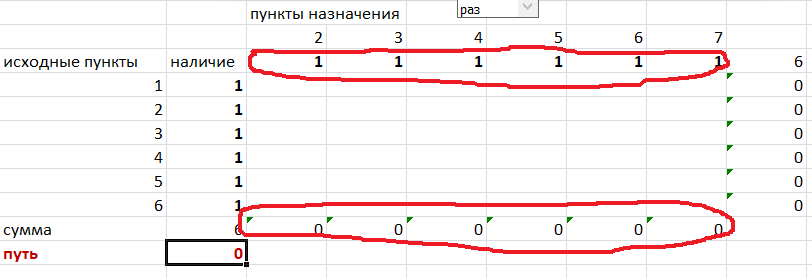 пункты назначения раз
2 3 4 5 6 7
исходные пункты наличие 1 1 1 1 1 1 6
1 1 0
2 1 0
3 1 0
4 1 0
5 1 0
6 1 0
сумма 6 0 0 0 0 0 0
путь 0